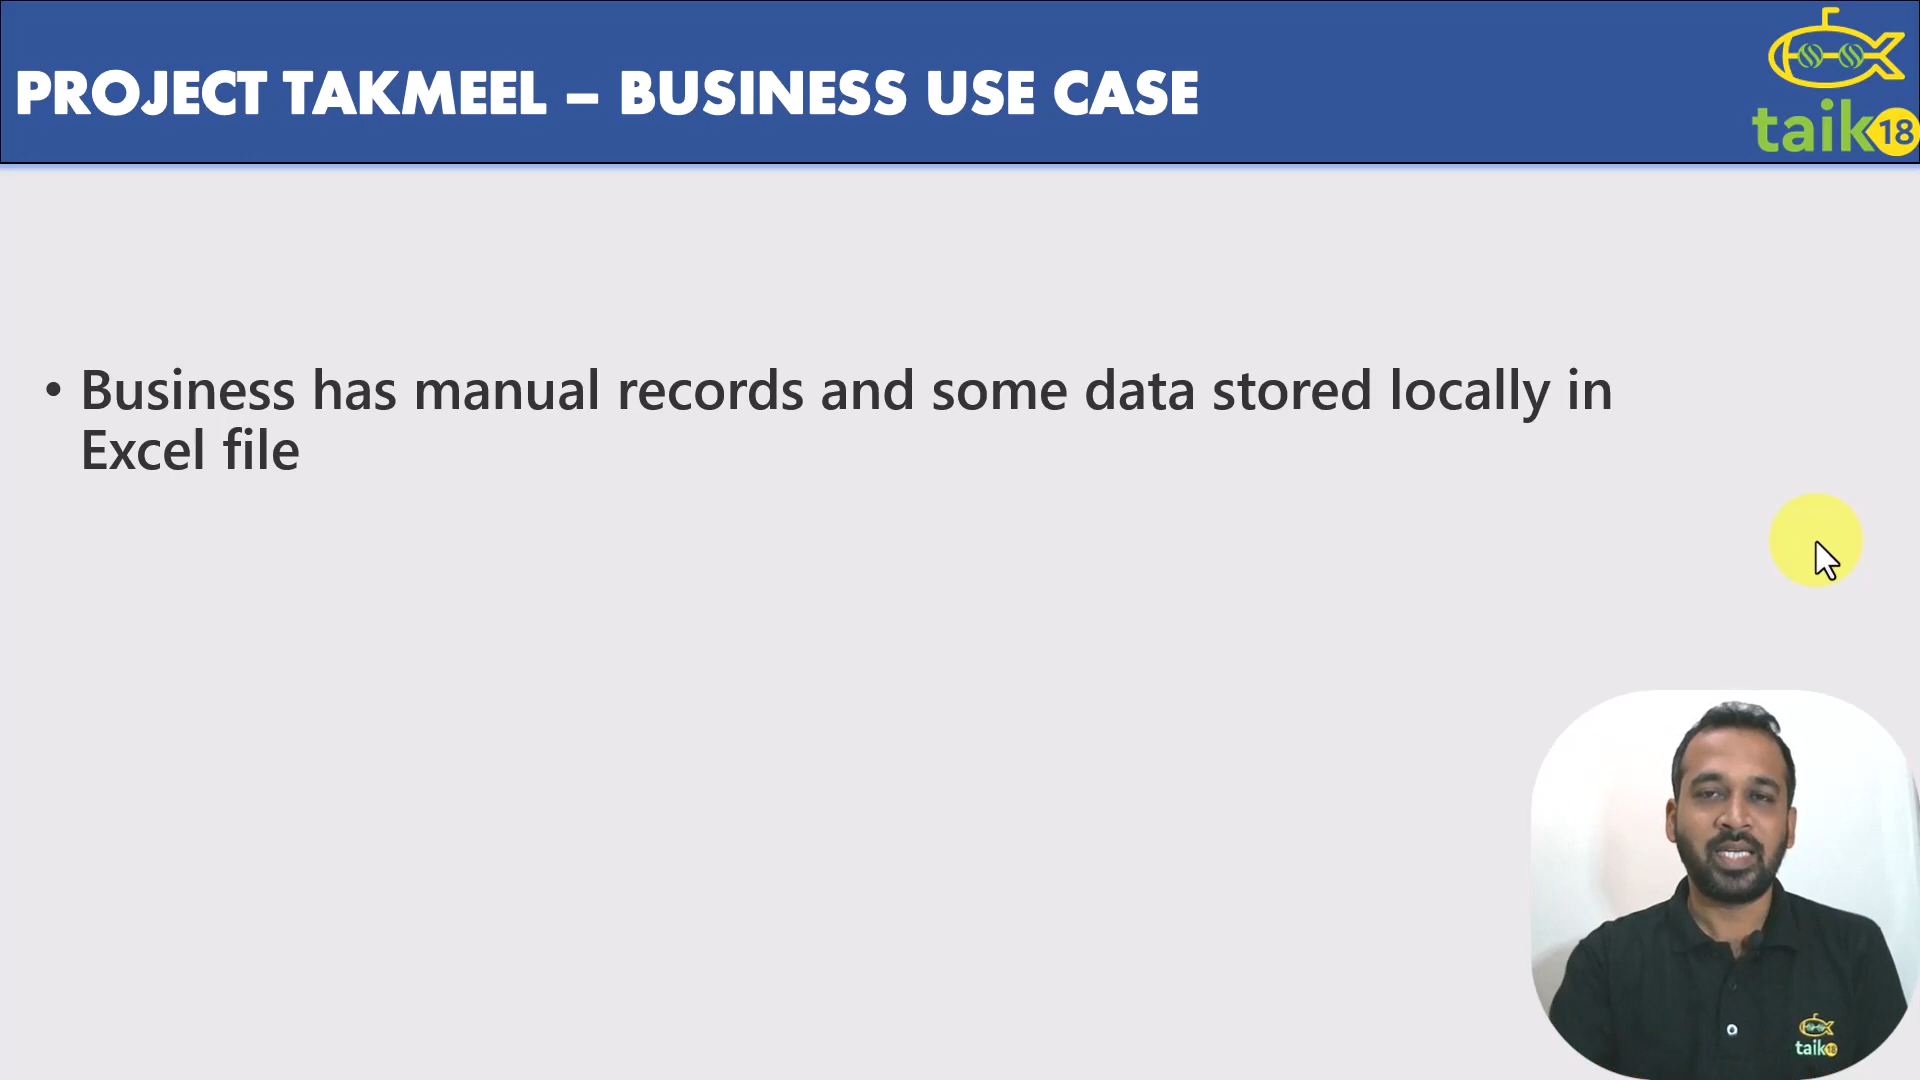 PROJECT TAKMEEL – BUSINESS USE CASE
taik18
• Business has manual records and some data stored locally in
Excel file
taik18